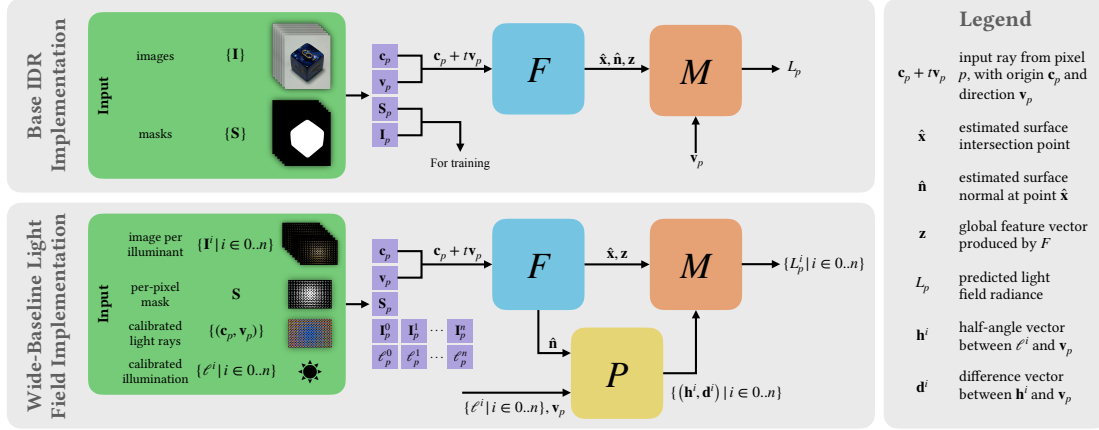 Base IDR
Implementation
Input
images
{I}
masks
{S}
c_p
v_p
S_p
I_p
c_p + tv_p
For training
F
x̂, n̂, z
M
v_p
L_p
Wide-Baseline Light
Field Implementation
Input
image per
illuminant
{I^i | i ∈ 0..n}
per-pixel
mask
S
calibrated
light rays
{(c_p, v_p)}
calibrated
illumination
{ℓ^i | i ∈ 0..n}
c_p
v_p
S_p
I_p^0 I_p^1 ⋯ I_p^n
ℓ_p^0 ℓ_p^1 ⋯ ℓ_p^n
c_p + tv_p
F
x̂, z
M
{L_p^i | i ∈ 0..n}
n̂
P
{ℓ^i | i ∈ 0..n}, v_p
{(h^i, d^i) | i ∈ 0..n}
Legend
c_p + tv_p
input ray from pixel
p, with origin c_p and
direction v_p
x̂
estimated surface
intersection point
n̂
estimated surface
normal at point x̂
z
global feature vector
produced by F
L_p
predicted light
field radiance
h^i
half-angle vector
between ℓ^i and v_p
d^i
difference vector
between h^i and v_p